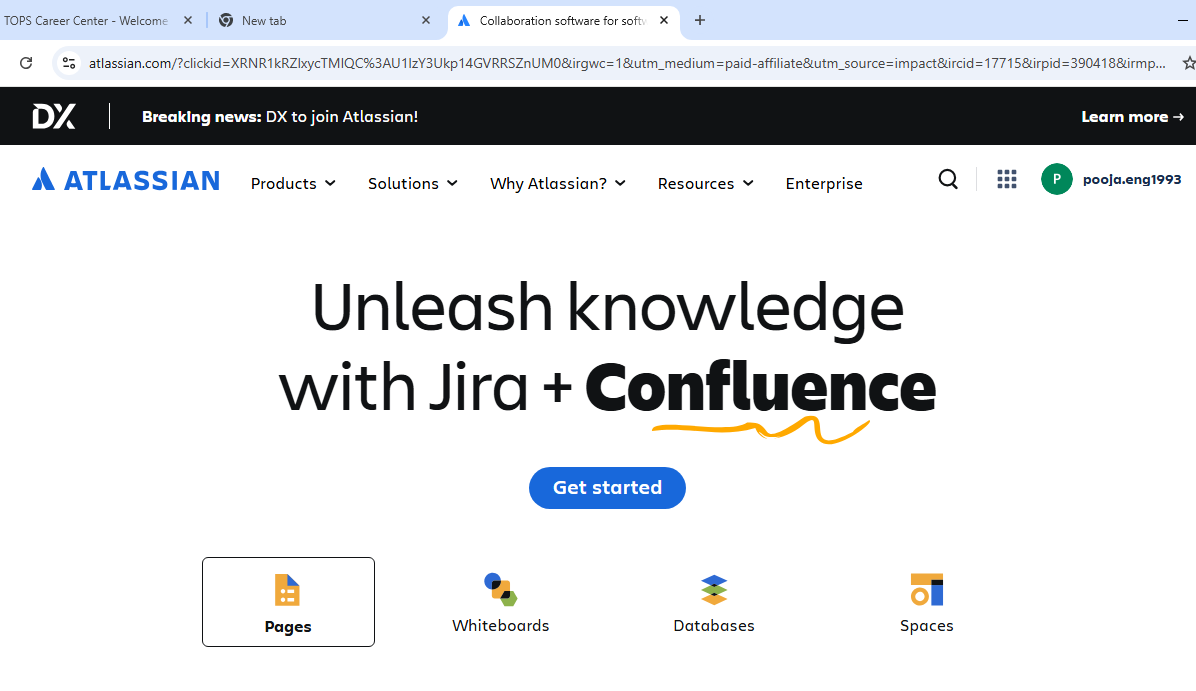 TOPS Career Center - Welcome
New tab
Collaboration software for softw
atlassian.com/?clickid=XRNR1kRZIxycTMIQC%3AU1IzY3Ukp14GVRRSZnUM0&irgwc=1&utm_medium=paid-affiliate&utm_source=impact&ircid=17715&irpid=390418&irmp...
DX
Breaking news: DX to join Atlassian!
Learn more →
ATLASSIAN
Products
Solutions
Why Atlassian?
Resources
Enterprise
P
pooja.eng1993
Unleash knowledge
with Jira + Confluence
Get started
Pages
Whiteboards
Databases
Spaces